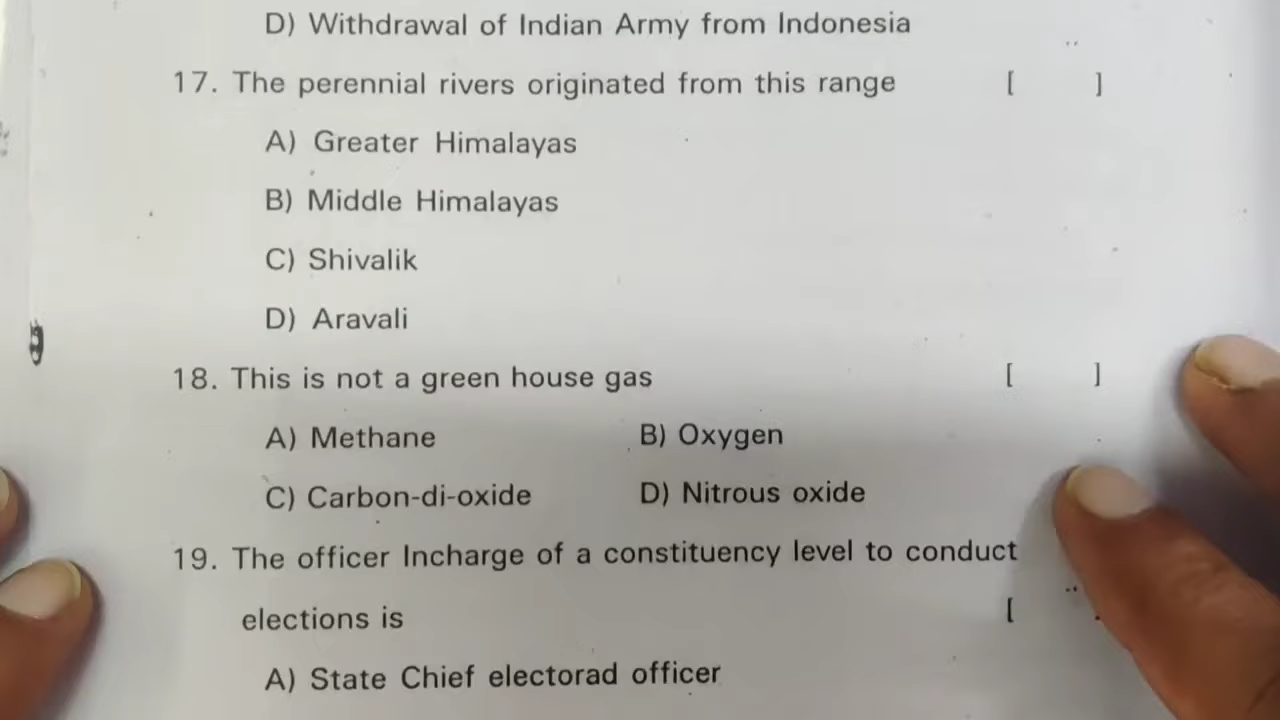 D) Withdrawal of Indian Army from Indonesia
17. The perennial rivers originated from this range [ ]
A) Greater Himalayas
B) Middle Himalayas
C) Shivalik
D) Aravali
18. This is not a green house gas [ ]
A) Methane B) Oxygen
C) Carbon-di-oxide D) Nitrous oxide
19. The officer Incharge of a constituency level to conduct
elections is [
A) State Chief electorad officer